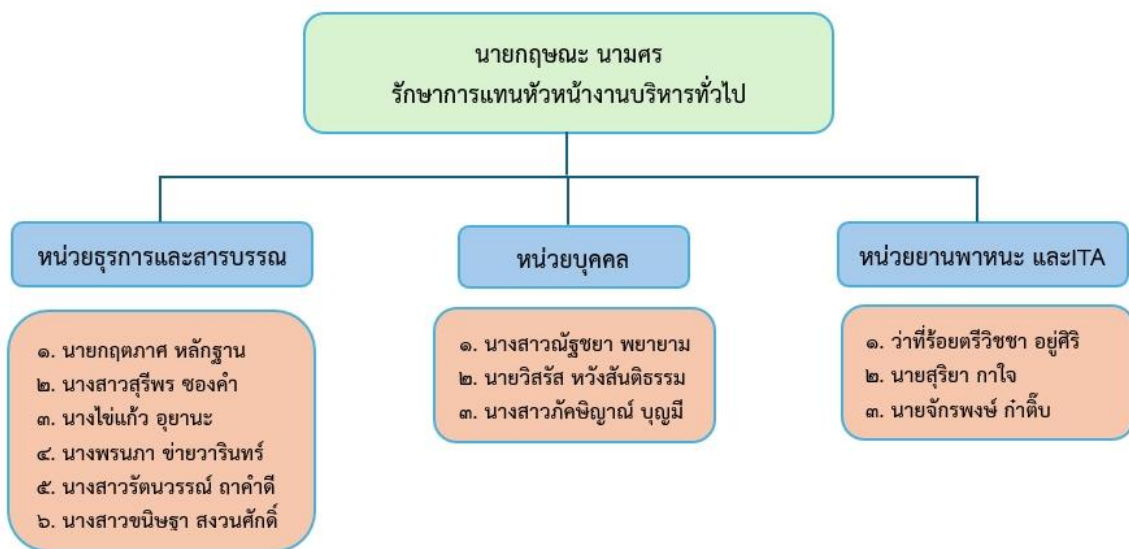 นายกฤษณะ นามศร
รักษาการแทนหัวหน้างานบริหารทั่วไป
หน่วยธุรการและสารบรรณ
๑. นายกฤตภาศ หลักฐาน
๒. นางสาวสุรีพร ซองคำ
๓. นางไข่แก้ว อุยานะ
๔. นางพรนภา ข่ายวารินทร์
๕. นางสาวรัตนวรรณ์ ถาคำดี
๖. นางสาวขนิษฐา สงวนศักดิ์
หน่วยบุคคล
๑. นางสาวณัฐชยา พยายาม
๒. นายวิสรัส หวังสันติธรรม
๓. นางสาวภัคษิญาณ์ บุญมี
หน่วยยานพาหนะ และITA
๑. ว่าที่ร้อยตรีวิชชา อยู่ศิริ
๒. นายสุริยา กาใจ
๓. นายจักรพงษ์ ก๋าติ๊บ